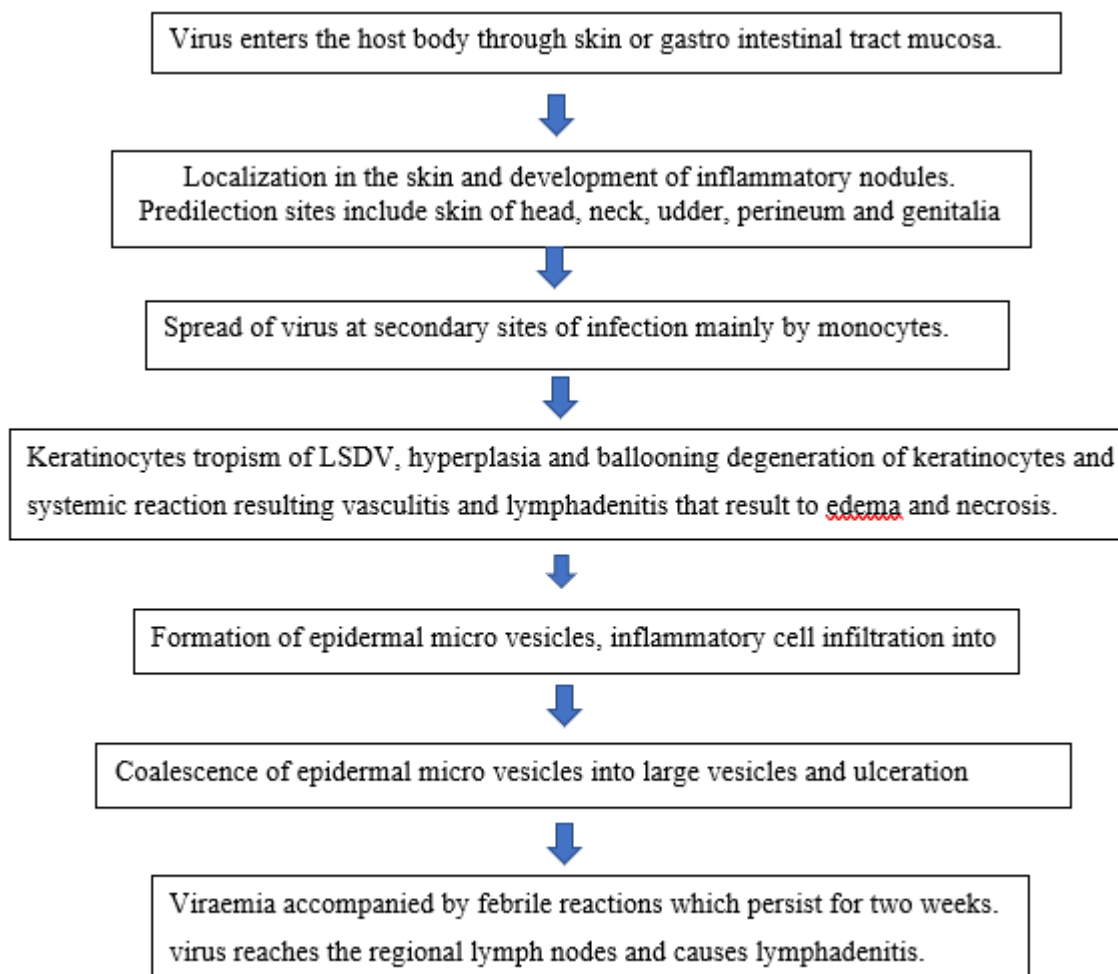 Virus enters the host body through skin or gastro intestinal tract mucosa.
Localization in the skin and development of inflammatory nodules.
Predilection sites include skin of head, neck, udder, perineum and genitalia
Spread of virus at secondary sites of infection mainly by monocytes.
Keratinocytes tropism of LSDV, hyperplasia and ballooning degeneration of keratinocytes and
systemic reaction resulting vasculitis and lymphadenitis that result to edema and necrosis.
Formation of epidermal micro vesicles, inflammatory cell infiltration into
Coalescence of epidermal micro vesicles into large vesicles and ulceration
Viraemia accompanied by febrile reactions which persist for two weeks.
virus reaches the regional lymph nodes and causes lymphadenitis.